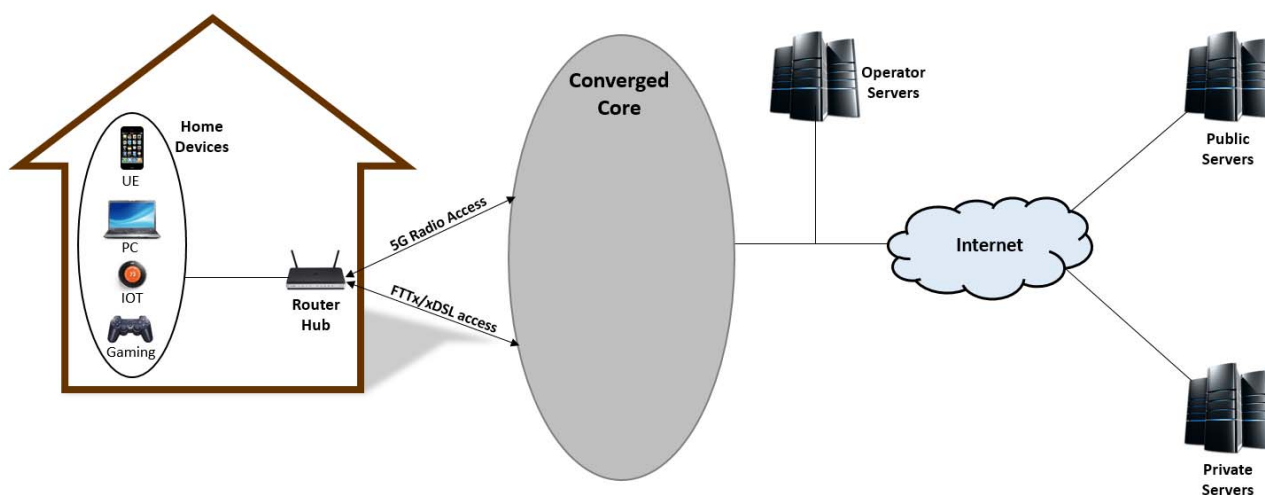 Home
Devices
UE
PC
IOT
Gaming
Router
Hub
5G Radio Access
FTTx/xDSL access
Converged
Core
Operator
Servers
Internet
Public
Servers
Private
Servers